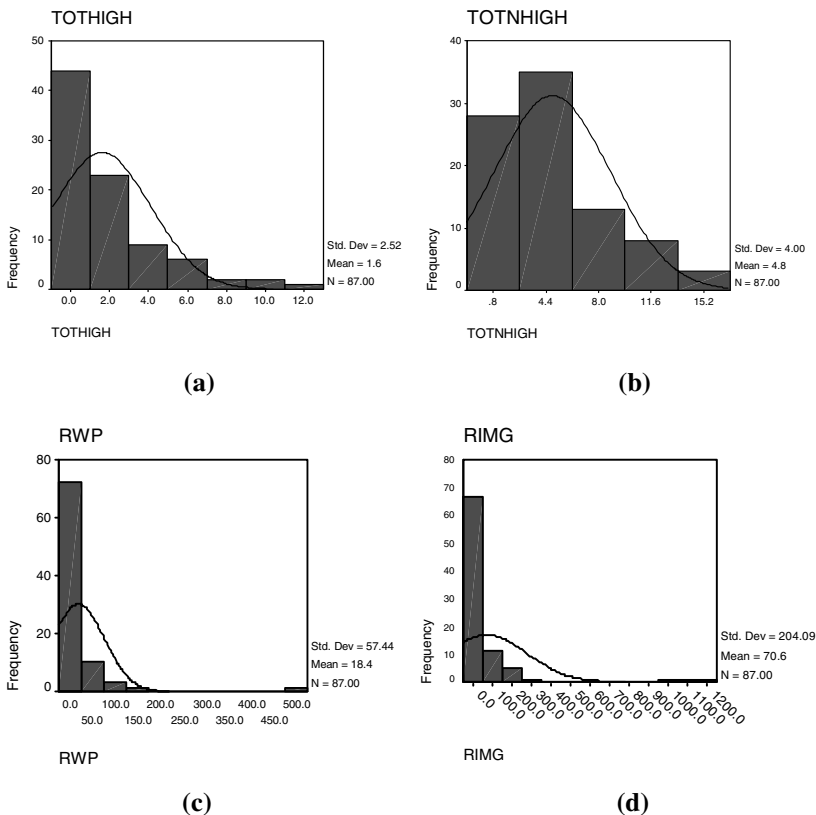 TOTHIGH
50
40
30
20
10
0
Frequency
0.0 2.0 4.0 6.0 8.0 10.0 12.0
Std. Dev = 2.52
Mean = 1.6
N = 87.00
TOTHIGH
(a)
TOTNHIGH
40
30
20
10
0
Frequency
.8 4.4 8.0 11.6 15.2
Std. Dev = 4.00
Mean = 4.8
N = 87.00
TOTNHIGH
(b)
RWP
80
60
40
20
0
Frequency
0.0 100.0 200.0 300.0 400.0 500.0
50.0 150.0 250.0 350.0 450.0
Std. Dev = 57.44
Mean = 18.4
N = 87.00
RWP
(c)
RIMG
80
70
60
50
40
30
20
10
0
Frequency
0.0 100.0 200.0 300.0 400.0 500.0 600.0 700.0 800.0 900.0 1000.0 1100.0 1200.0
Std. Dev = 204.09
Mean = 70.6
N = 87.00
RIMG
(d)